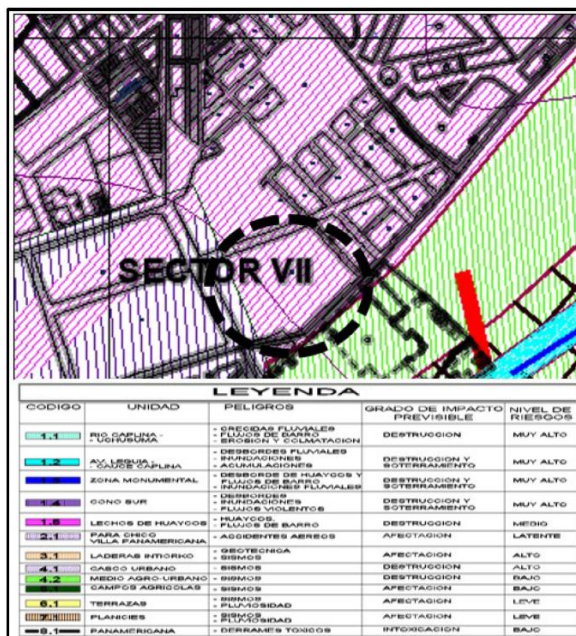 SECTOR VII
LEYENDA
CODIGO UNIDAD PELIGROS GRADO DE IMPACTO PREVISIBLE NIVEL DE RIESGOS
1.1 RIO CAPLINA - - UCHUSUMA - CRECIDAS FLUVIALES - FLUJOS DE BARRO - EROSION Y COLMATACION DESTRUCCION MUY ALTO
1.2 AV. LEGUIA - - CAUCE CAPLINA - DESBORDES FLUVIALES - INUNDACIONES - ACUMULACIONES DESTRUCCION Y SOTERRAMIENTO MUY ALTO
ZONA MONUMENTAL - DESBORDE DE HUAYCOS Y FLUJOS DE BARRO - INUNDACIONES FLUVIALES DESTRUCCION Y SOTERRAMIENTO MUY ALTO
1.4 CONO SUR - DESBORDES - INUNDACIONES - FLUJOS VIOLENTOS DESTRUCCION Y SOTERRAMIENTO MUY ALTO
LECHOS DE HUAYCOS - HUAYCOS. - FLUJOS DE BARRO DESTRUCCION MEDIO
2.1 PARA CHICO VILLA PANAMERICANA - ACCIDENTES AEREOS AFECTACION LATENTE
3.1 LADERAS INTIORKO - GEOTECNICA - SISMOS AFECTACION ALTO
4.1 CASCO URBANO - SISMOS DESTRUCCION ALTO
4.2 MEDIO AGRO-URBANO - SISMOS DESTRUCCION BAJO
CAMPOS AGRICOLAS - SISMOS AFECTACION BAJO
6.1 TERRAZAS - SISMOS - PLUVIOSIDAD AFECTACION LEVE
7.1 PLANICIES - SISMOS - PLUVIOSIDAD AFECTACION LEVE
8.1 PANAMERICANA - DERRAMES TOXICOS INTOXICACION BAJO